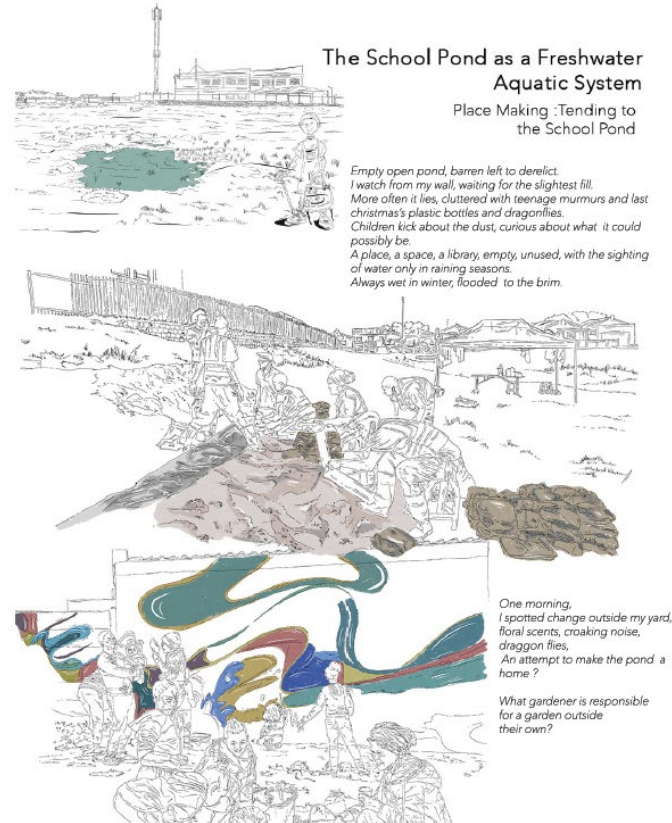 The School Pond as a Freshwater
Aquatic System
Place Making :Tending to
the School Pond
Empty open pond, barren left to derelict.
I watch from my wall, waiting for the slightest fill.
More often it lies, cluttered with teenage murmurs and last
christmas's plastic bottles and dragonflies.
Children kick about the dust, curious about what it could
possibly be.
A place, a space, a library, empty, unused, with the sighting
of water only in raining seasons.
Always wet in winter, flooded to the brim.
One morning,
I spotted change outside my yard,
floral scents, croaking noise,
draggon flies,
An attempt to make the pond a
home ?
What gardener is responsible
for a garden outside
their own?